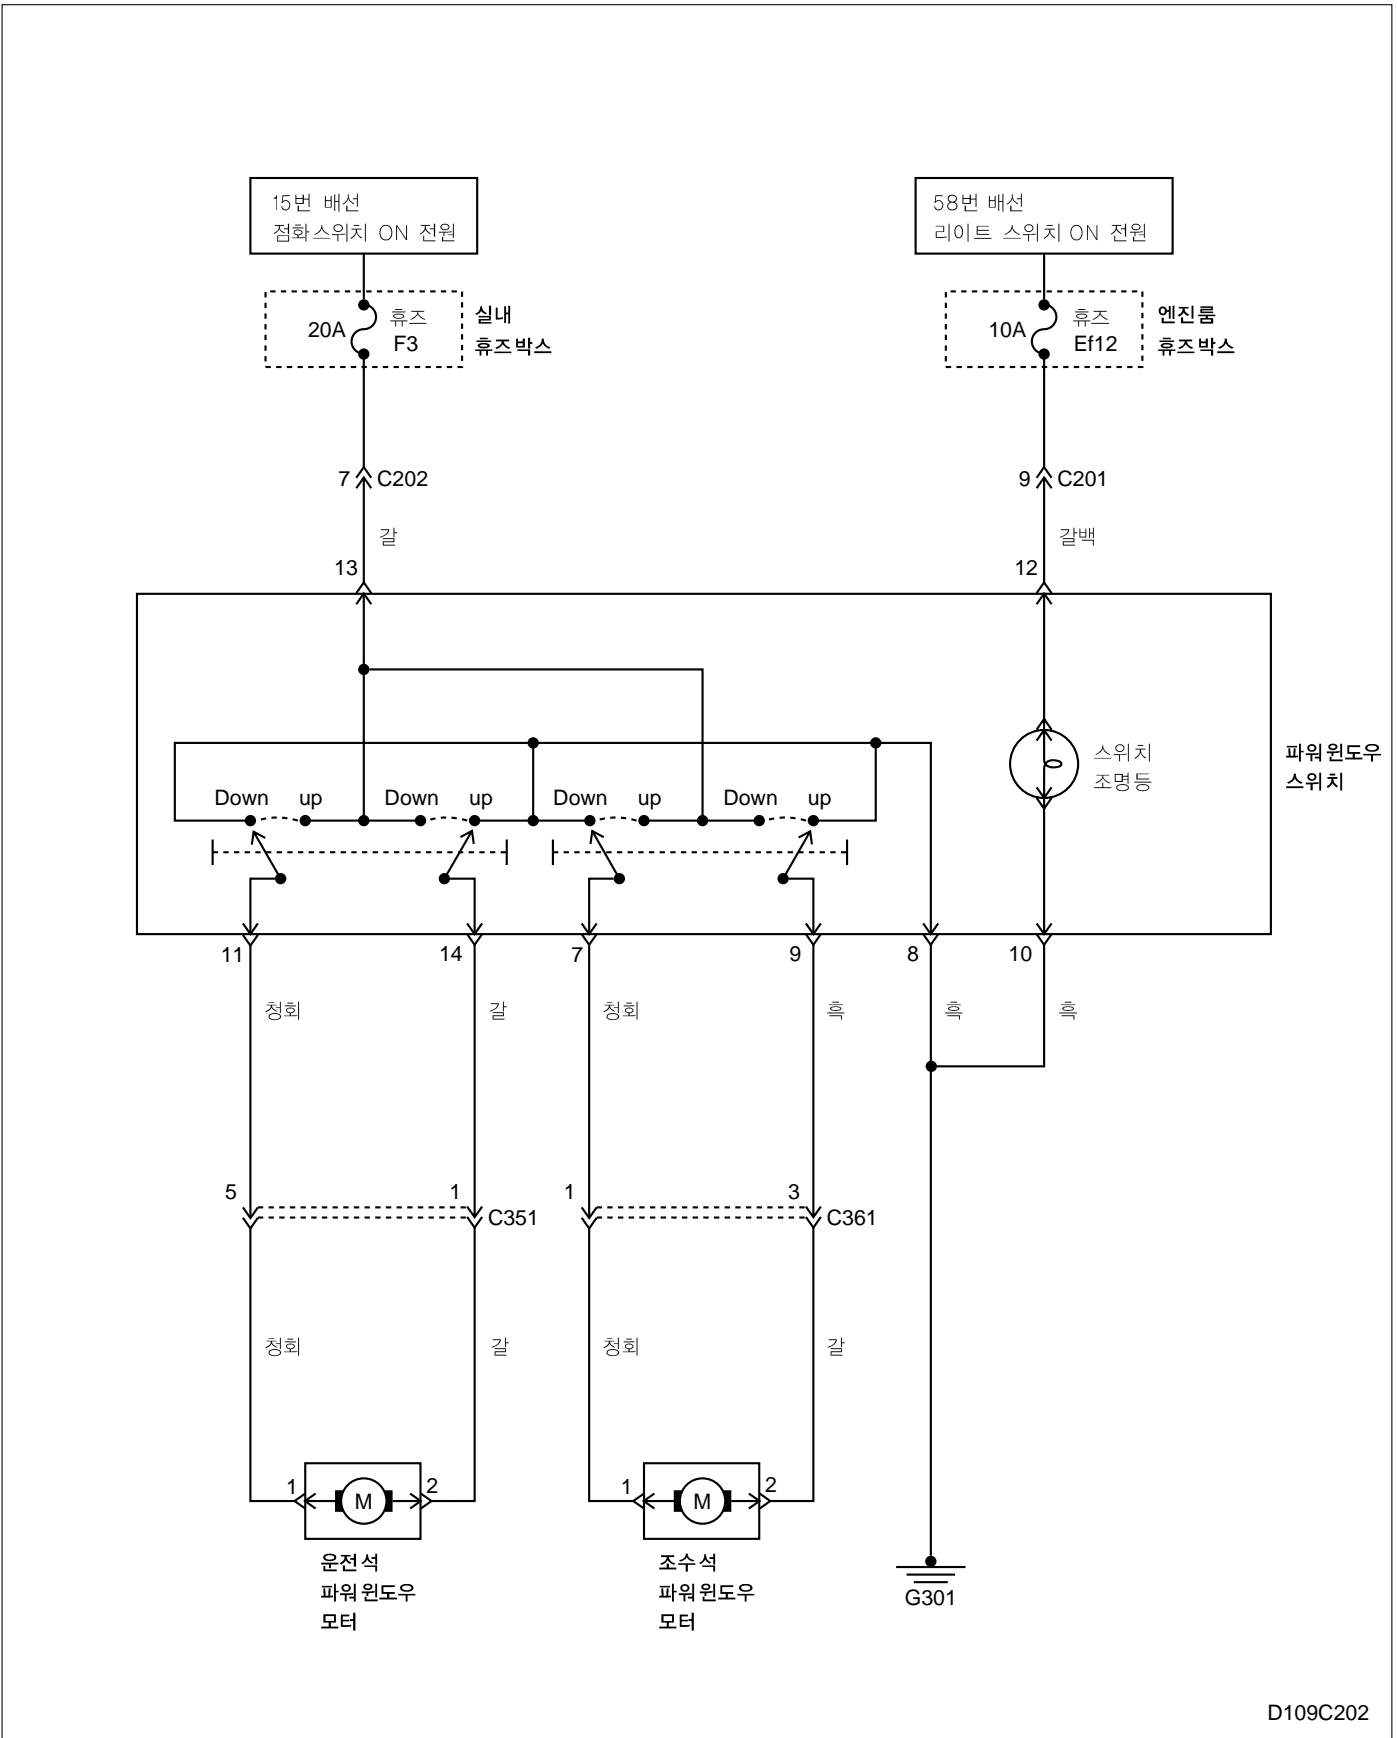 15번 배선
점화스위치 ON 전원
58번 배선
리이트 스위치 ON 전원
20A
휴즈
F3
실내
휴즈박스
10A
휴즈
Ef12
엔진룸
휴즈박스
7 C202
9 C201
갈
갈백
13
12
Down up Down up Down up Down up
스위치
조명등
파워윈도우
스위치
11 14 7 9 8 10
청회 갈 청회 흑 흑 흑
5 1 C351
1 3 C361
청회 갈 청회 갈
1 M 2
1 M 2
운전석
파워윈도우
모터
조수석
파워윈도우
모터
G301
D109C202